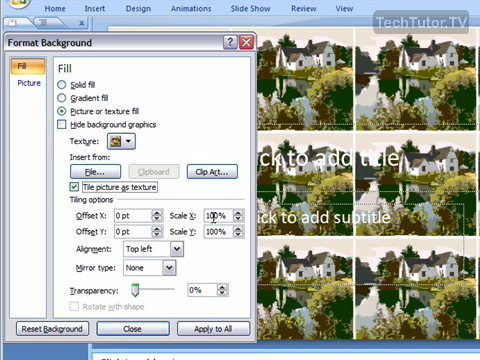 Home Insert Design Animations Slide Show Review View
TechTutor.TV
Format Background
Fill
Picture
Fill
Solid fill
Gradient fill
Picture or texture fill
Hide background graphics
Texture:
Insert from:
File... Clipboard Clip Art...
Tile picture as texture
Tiling options
Offset X: 0 pt Scale X: 100%
Offset Y: 0 pt Scale Y: 100%
Alignment: Top left
Mirror type: None
Transparency: 0%
Rotate with shape
Reset Background Close Apply to All
ck to add title
ck to add subtitle